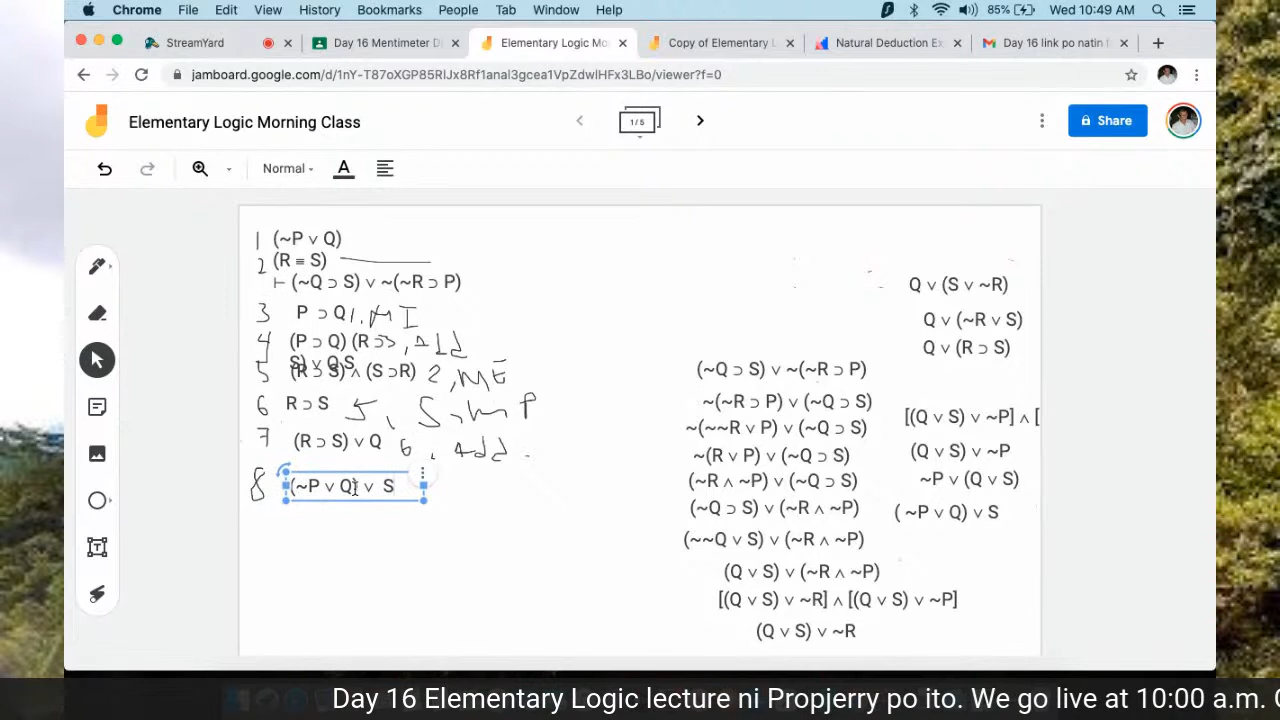 Chrome File Edit View History Bookmarks People Tab Window Help 85% Wed 10:49 AM
StreamYard Day 16 Mentimeter D Elementary Logic Mo Copy of Elementary L Natural Deduction Ex Day 16 link po natin
jamboard.google.com/d/1nY-T87oXGP85RlJx8Rf1anal3gcea1VpZdwlHFx3LBo/viewer?f=0
Elementary Logic Morning Class
1/5
Share
Normal
1 (~P ∨ Q)
2 (R ≡ S)
⊢ (~Q ⊃ S) ∨ ~(~R ⊃ P)
3 P ⊃ Q 1, MI
4 (P ⊃ Q) , Add
5 (R ⊃ S) ∧ (S ⊃ R) 2, ME
6 R ⊃ S 5, Simp
7 (R ⊃ S) ∨ Q 6, Add.
8 (~P ∨ Q) ∨ S
(~Q ⊃ S) ∨ ~(~R ⊃ P)
~(~R ⊃ P) ∨ (~Q ⊃ S)
~(~~R ∨ P) ∨ (~Q ⊃ S)
~(R ∨ P) ∨ (~Q ⊃ S)
(~R ∧ ~P) ∨ (~Q ⊃ S)
(~Q ⊃ S) ∨ (~R ∧ ~P)
(~~Q ∨ S) ∨ (~R ∧ ~P)
(Q ∨ S) ∨ (~R ∧ ~P)
[(Q ∨ S) ∨ ~R] ∧ [(Q ∨ S) ∨ ~P]
(Q ∨ S) ∨ ~R
Q ∨ (S ∨ ~R)
Q ∨ (~R ∨ S)
Q ∨ (R ⊃ S)
[(Q ∨ S) ∨ ~P] ∧ [
(Q ∨ S) ∨ ~P
~P ∨ (Q ∨ S)
( ~P ∨ Q) ∨ S
Day 16 Elementary Logic lecture ni Propjerry po ito. We go live at 10:00 a.m.